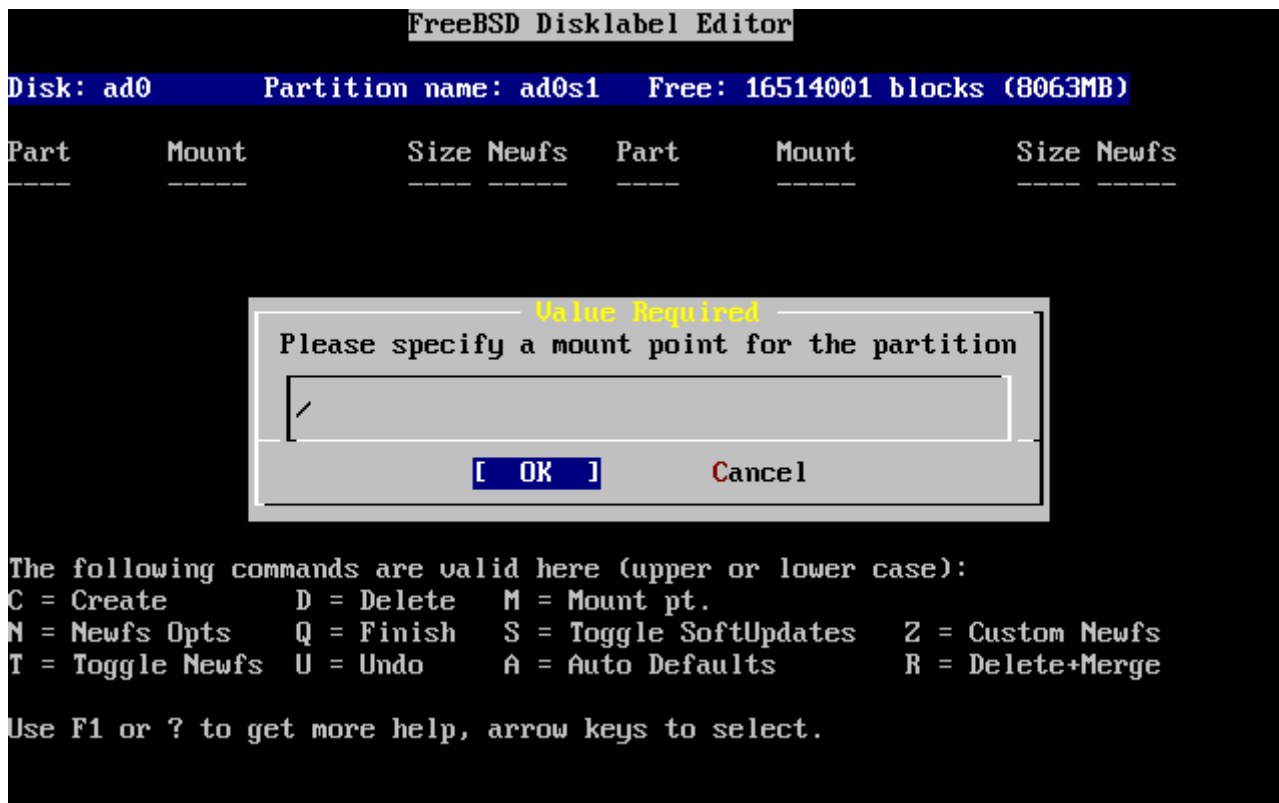 FreeBSD Disklabel Editor
Disk: ad0       Partition name: ad0s1   Free: 16514001 blocks (8063MB)
Part      Mount          Size Newfs   Part      Mount          Size Newfs
----      -----          ---- -----   ----      -----          ---- -----
Value Required
Please specify a mount point for the partition
/
[  OK  ]       Cancel
The following commands are valid here (upper or lower case):
C = Create        D = Delete   M = Mount pt.
N = Newfs Opts    Q = Finish   S = Toggle SoftUpdates   Z = Custom Newfs
T = Toggle Newfs  U = Undo     A = Auto Defaults        R = Delete+Merge
Use F1 or ? to get more help, arrow keys to select.